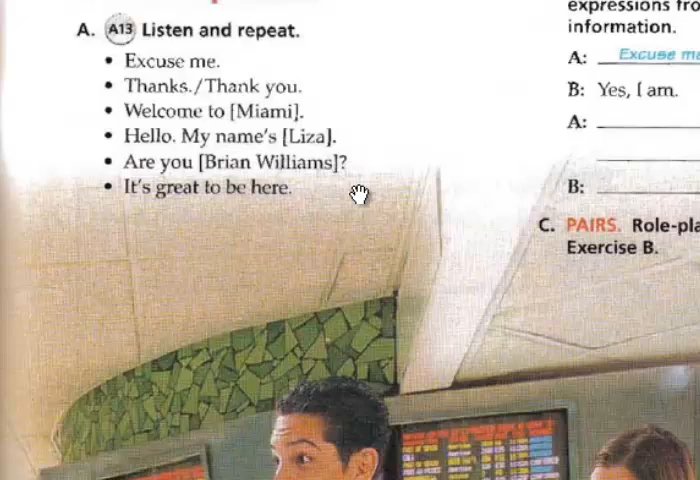 A. A13 Listen and repeat.
• Excuse me.
• Thanks./Thank you.
• Welcome to [Miami].
• Hello. My name's [Liza].
• Are you [Brian Williams]?
• It's great to be here.
expressions fro
information.
A: Excuse me
B: Yes, I am.
A:
B:
C. PAIRS. Role-pla
Exercise B.